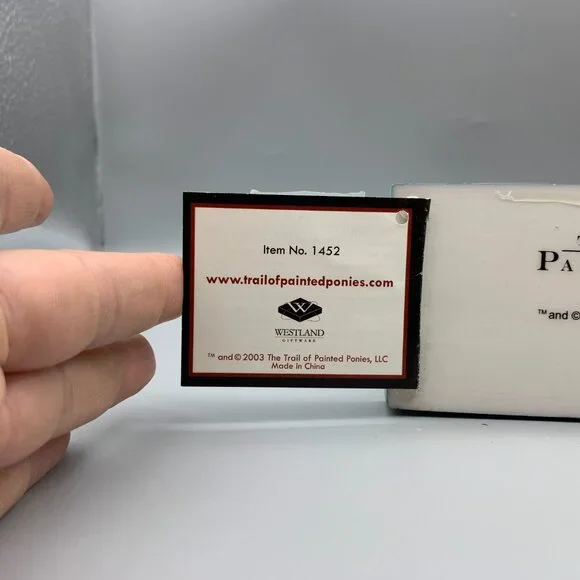 Item No. 1452
www.trailofpaintedponies.com
W
WESTLAND
GIFTWARE
™ and © 2003 The Trail of Painted Ponies, LLC
Made in China
™ and ©